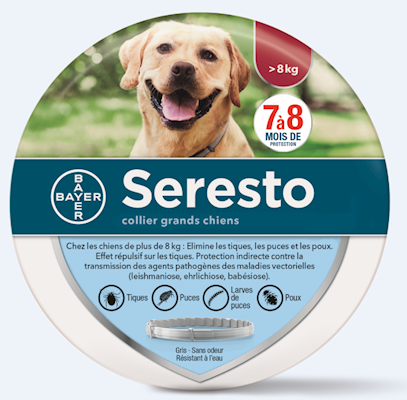 >8kg
7à8
MOIS DE
PROTECTION
BAYER
BAYER
Seresto
collier grands chiens
Chez les chiens de plus de 8 kg : Elimine les tiques, les puces et les poux.
Effet répulsif sur les tiques. Protection indirecte contre la
transmission des agents pathogènes des maladies vectorielles
(leishmaniose, ehrlichiose, babésiose).
Tiques
Puces
Larves
de
puces
Poux
Gris - Sans odeur
Résistant à l'eau